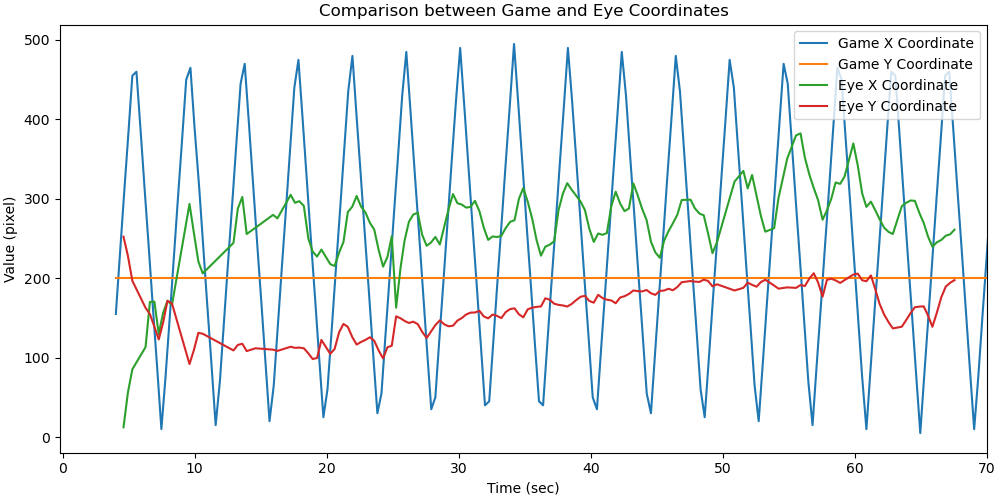 Comparison between Game and Eye Coordinates
Game X Coordinate
Game Y Coordinate
Eye X Coordinate
Eye Y Coordinate
Value (pixel)
500
400
300
200
100
0
0 10 20 30 40 50 60 70
Time (sec)